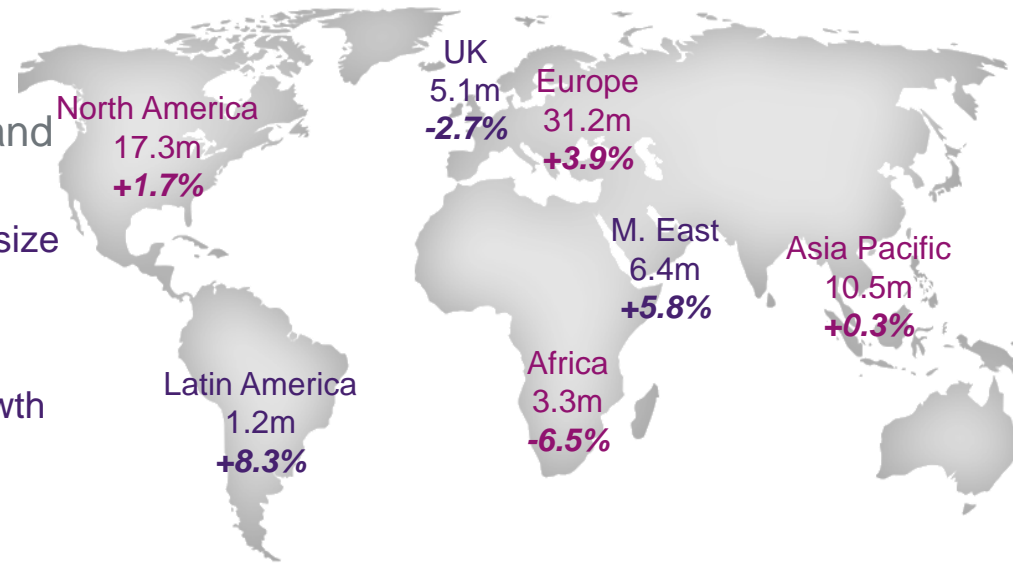 and
size
wth
North America
17.3m
+1.7%
UK
5.1m
-2.7%
Europe
31.2m
+3.9%
M. East
6.4m
+5.8%
Asia Pacific
10.5m
+0.3%
Latin America
1.2m
+8.3%
Africa
3.3m
-6.5%